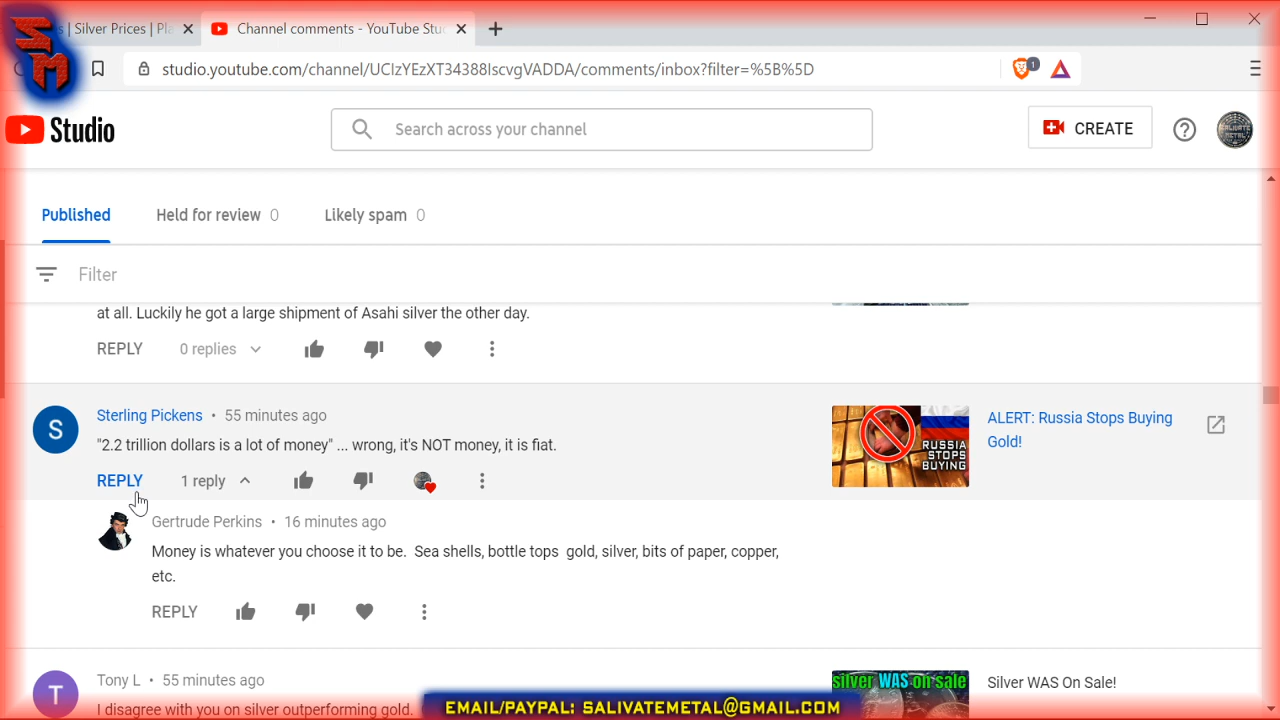 SM
s | Silver Prices | Pla
Channel comments - YouTube Stud
studio.youtube.com/channel/UCIzYEzXT34388IscvgVADDA/comments/inbox?filter=%5B%5D
1
Studio
Search across your channel
CREATE
SALIVATE
METAL
Published
Held for review 0
Likely spam 0
Filter
at all. Luckily he got a large shipment of Asahi silver the other day.
REPLY
0 replies
S
Sterling Pickens • 55 minutes ago
"2.2 trillion dollars is a lot of money" ... wrong, it's NOT money, it is fiat.
REPLY
1 reply
RUSSIA
STOPS
BUYING
ALERT: Russia Stops Buying
Gold!
Gertrude Perkins • 16 minutes ago
Money is whatever you choose it to be. Sea shells, bottle tops gold, silver, bits of paper, copper,
etc.
REPLY
T
Tony L • 55 minutes ago
I disagree with you on silver outperforming gold.
silver WAS on sale
Silver WAS On Sale!
EMAIL/PAYPAL: SALIVATEMETAL@GMAIL.COM